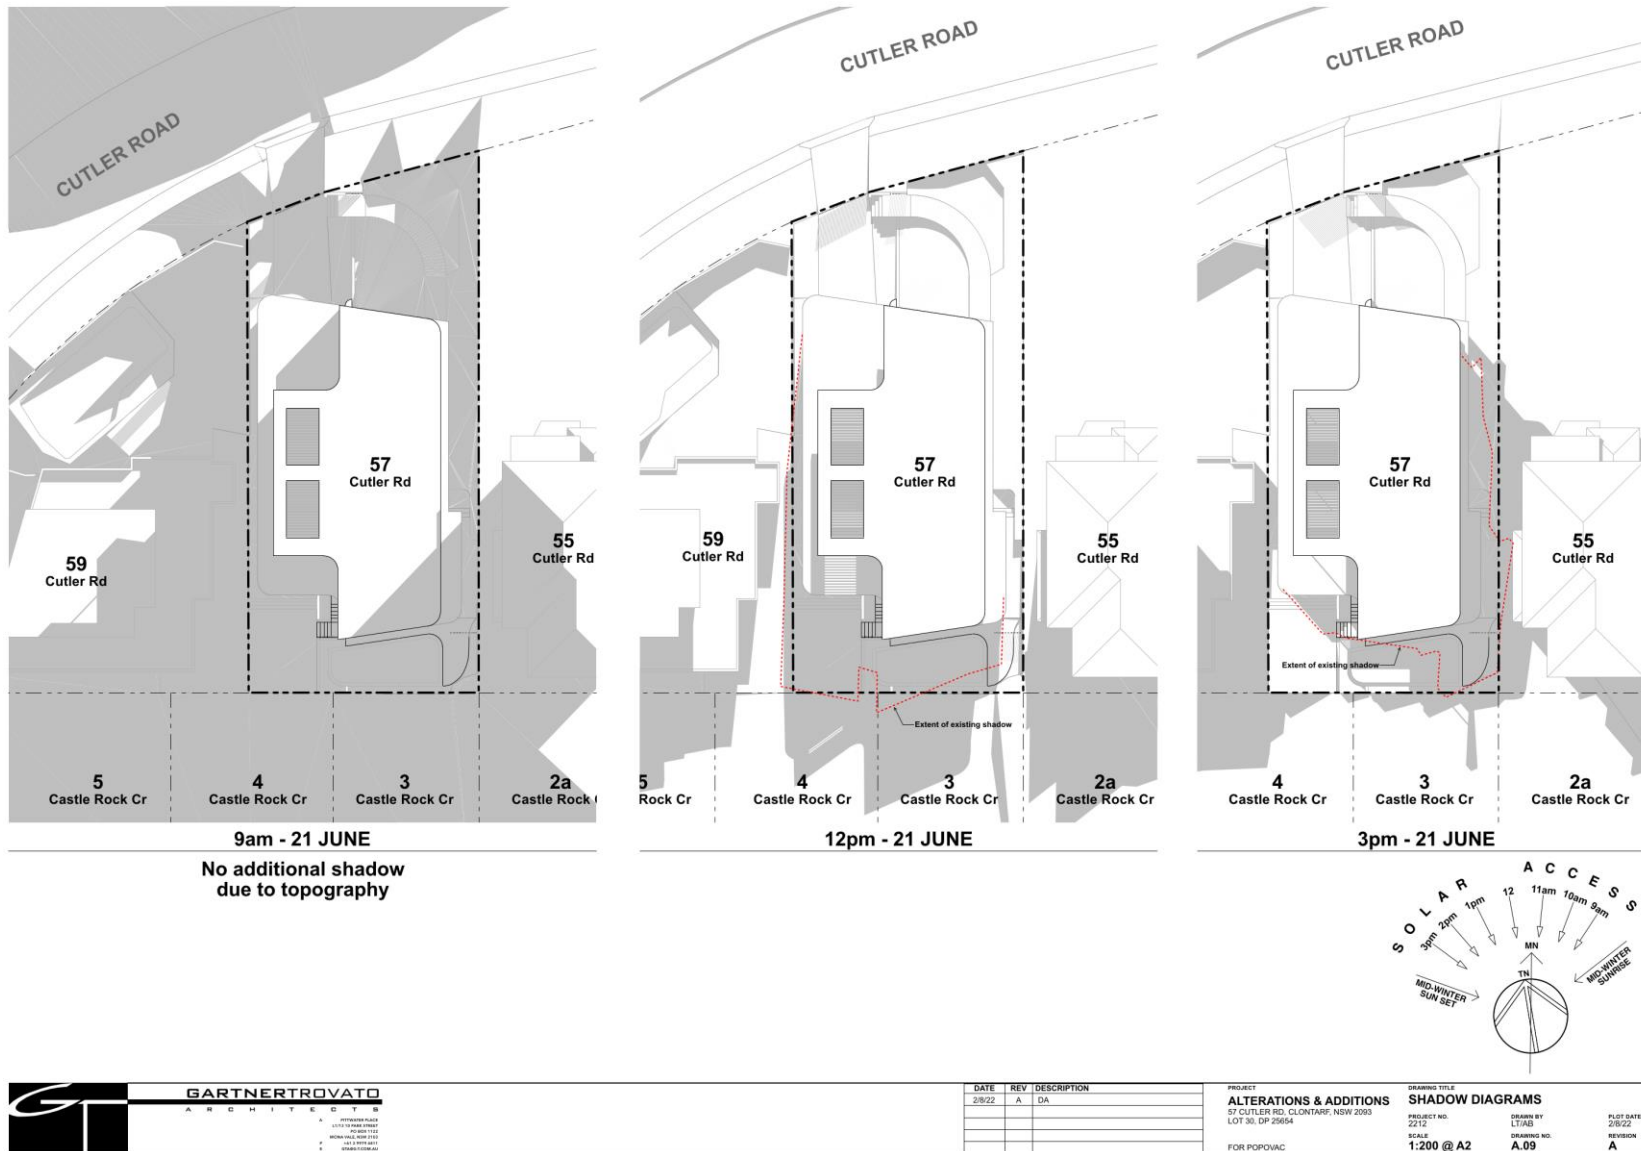 CUTLER ROAD
57
Cutler Rd
59
Cutler Rd
55
Cutler Rd
5
Castle Rock Cr
4
Castle Rock Cr
3
Castle Rock Cr
2a
Castle Rock
9am - 21 JUNE
No additional shadow
due to topography
CUTLER ROAD
57
Cutler Rd
59
Cutler Rd
55
Cutler Rd
Extent of existing shadow
5
Rock Cr
4
Castle Rock Cr
3
Castle Rock Cr
2a
Castle Rock Cr
12pm - 21 JUNE
CUTLER ROAD
57
Cutler Rd
55
Cutler Rd
Extent of existing shadow
4
Castle Rock Cr
3
Castle Rock Cr
2a
Castle Rock Cr
3pm - 21 JUNE
SOLAR ACCESS
3pm 2pm 1pm 12 11am 10am 9am
MN
TN
MID-WINTER
SUN SET
MID-WINTER
SUNRISE
GT
GARTNERTROVATO
ARCHITECTS
DATE REV DESCRIPTION
2/8/22 A DA
PROJECT
ALTERATIONS & ADDITIONS
57 CUTLER RD, CLONTARF, NSW 2093
LOT 30, DP 25654
FOR POPOVAC
DRAWING TITLE
SHADOW DIAGRAMS
PROJECT NO. DRAWN BY PLOT DATE
2212 LT/AB 2/8/22
SCALE DRAWING NO. REVISION
1:200 @ A2 A.09 A